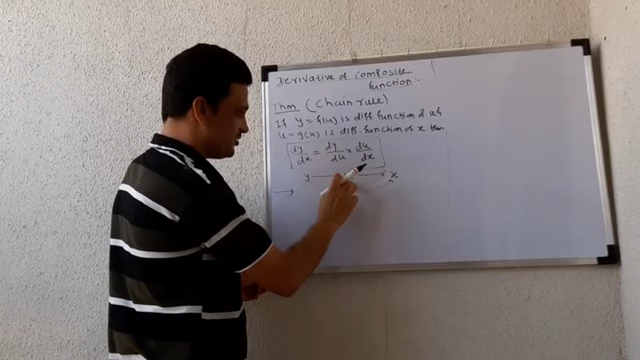 Derivative of composite
function :-
Thm (Chain rule)
If y = f(u) is diff function of u &
u = g(x) is diff. function of x then
dy/dx = dy/du × du/dx
y → x
→